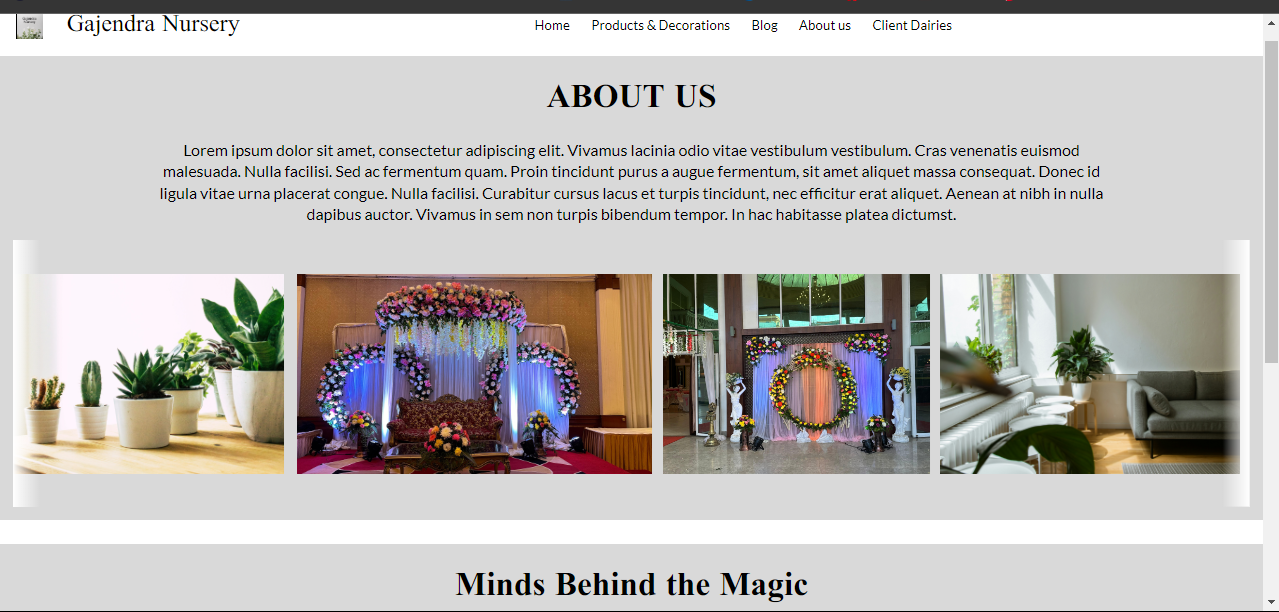 Gajendra Nursery
Home Products & Decorations Blog About us Client Dairies
ABOUT US
Lorem ipsum dolor sit amet, consectetur adipiscing elit. Vivamus lacinia odio vitae vestibulum vestibulum. Cras venenatis euismod
malesuada. Nulla facilisi. Sed ac fermentum quam. Proin tincidunt purus a augue fermentum, sit amet aliquet massa consequat. Donec id
ligula vitae urna placerat congue. Nulla facilisi. Curabitur cursus lacus et turpis tincidunt, nec efficitur erat aliquet. Aenean at nibh in nulla
dapibus auctor. Vivamus in sem non turpis bibendum tempor. In hac habitasse platea dictumst.
Minds Behind the Magic